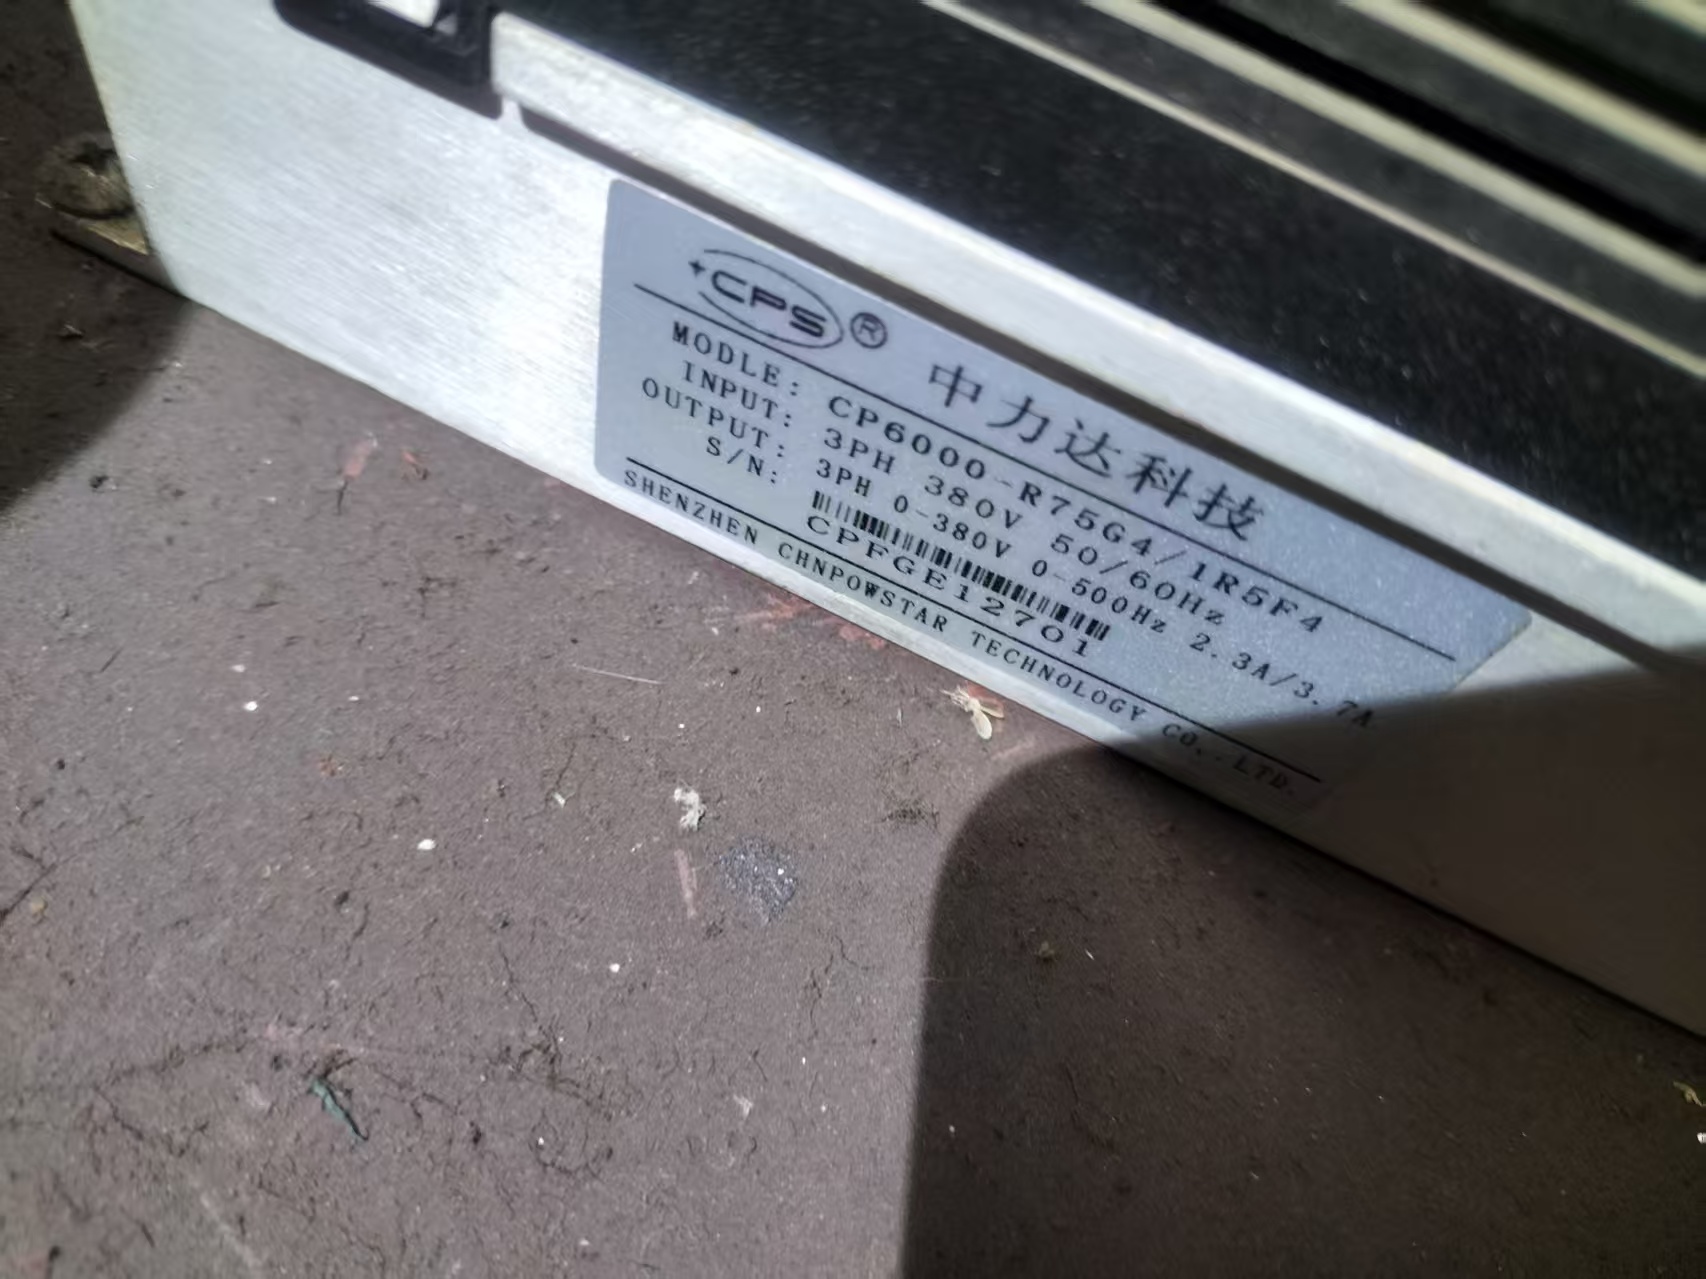 CPS®
中力达科技
MODLE: CP6000-R75G4/1R5F4
INPUT: 3PH 380V 50/60Hz
OUTPUT: 3PH 0-380V 0-500Hz 2.3A/3.7A
S/N:
CPFGE12701
SHENZHEN CHNPOWSTAR TECHNOLOGY CO.,LTD.